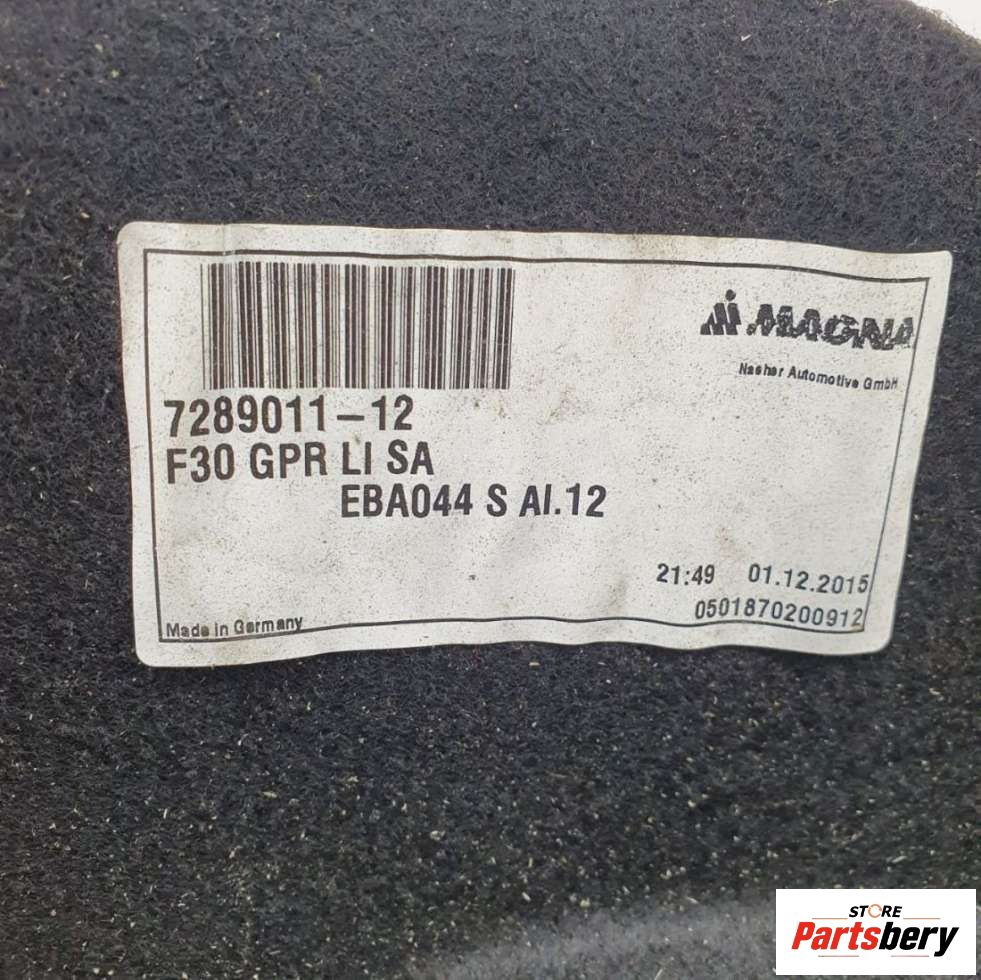 MAGNA
Naeher Automotive GmbH
7289011-12
F30 GPR LI SA
EBA044 S AI.12
21:49 01.12.2015
0501870200912
Made in Germany
STORE
Partsbery